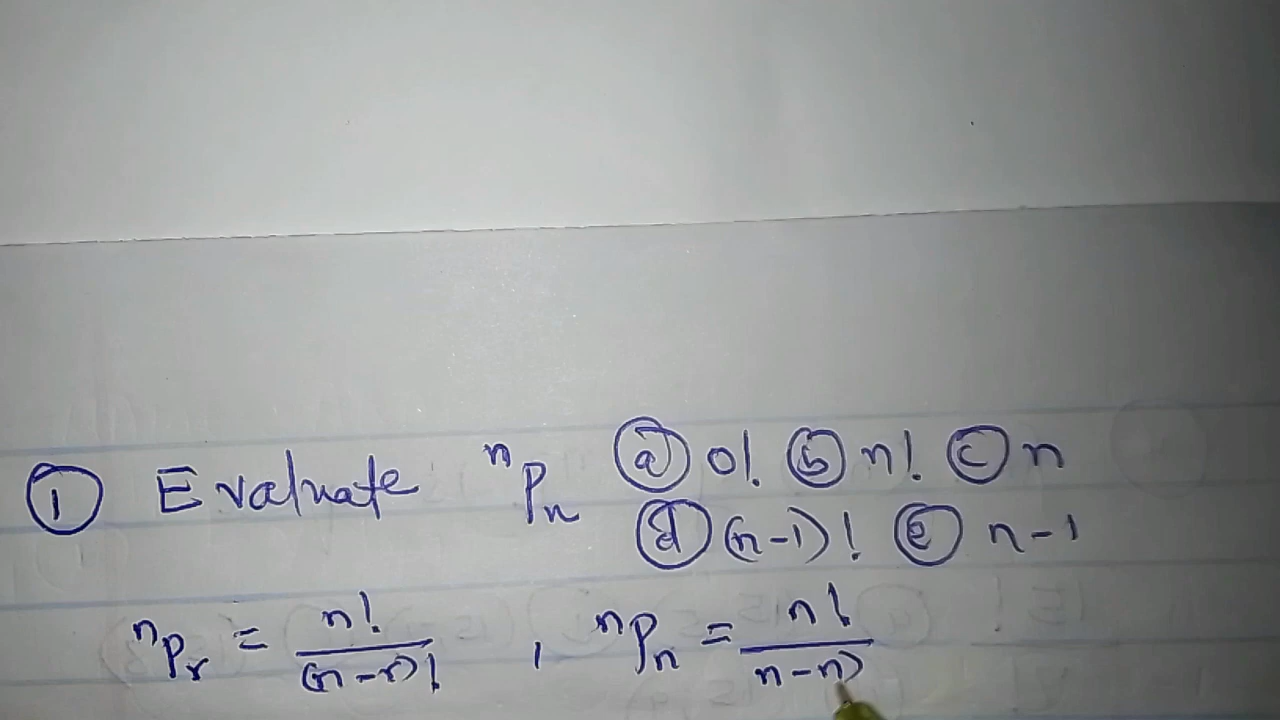 ① Evaluate ⁿPₙ ⓐ 0! ⓑ n! ⓒ n
ⓓ (n-1)! ⓔ n-1
ⁿPᵣ = n!/(n-r)! , ⁿPₙ = n!/n-n)